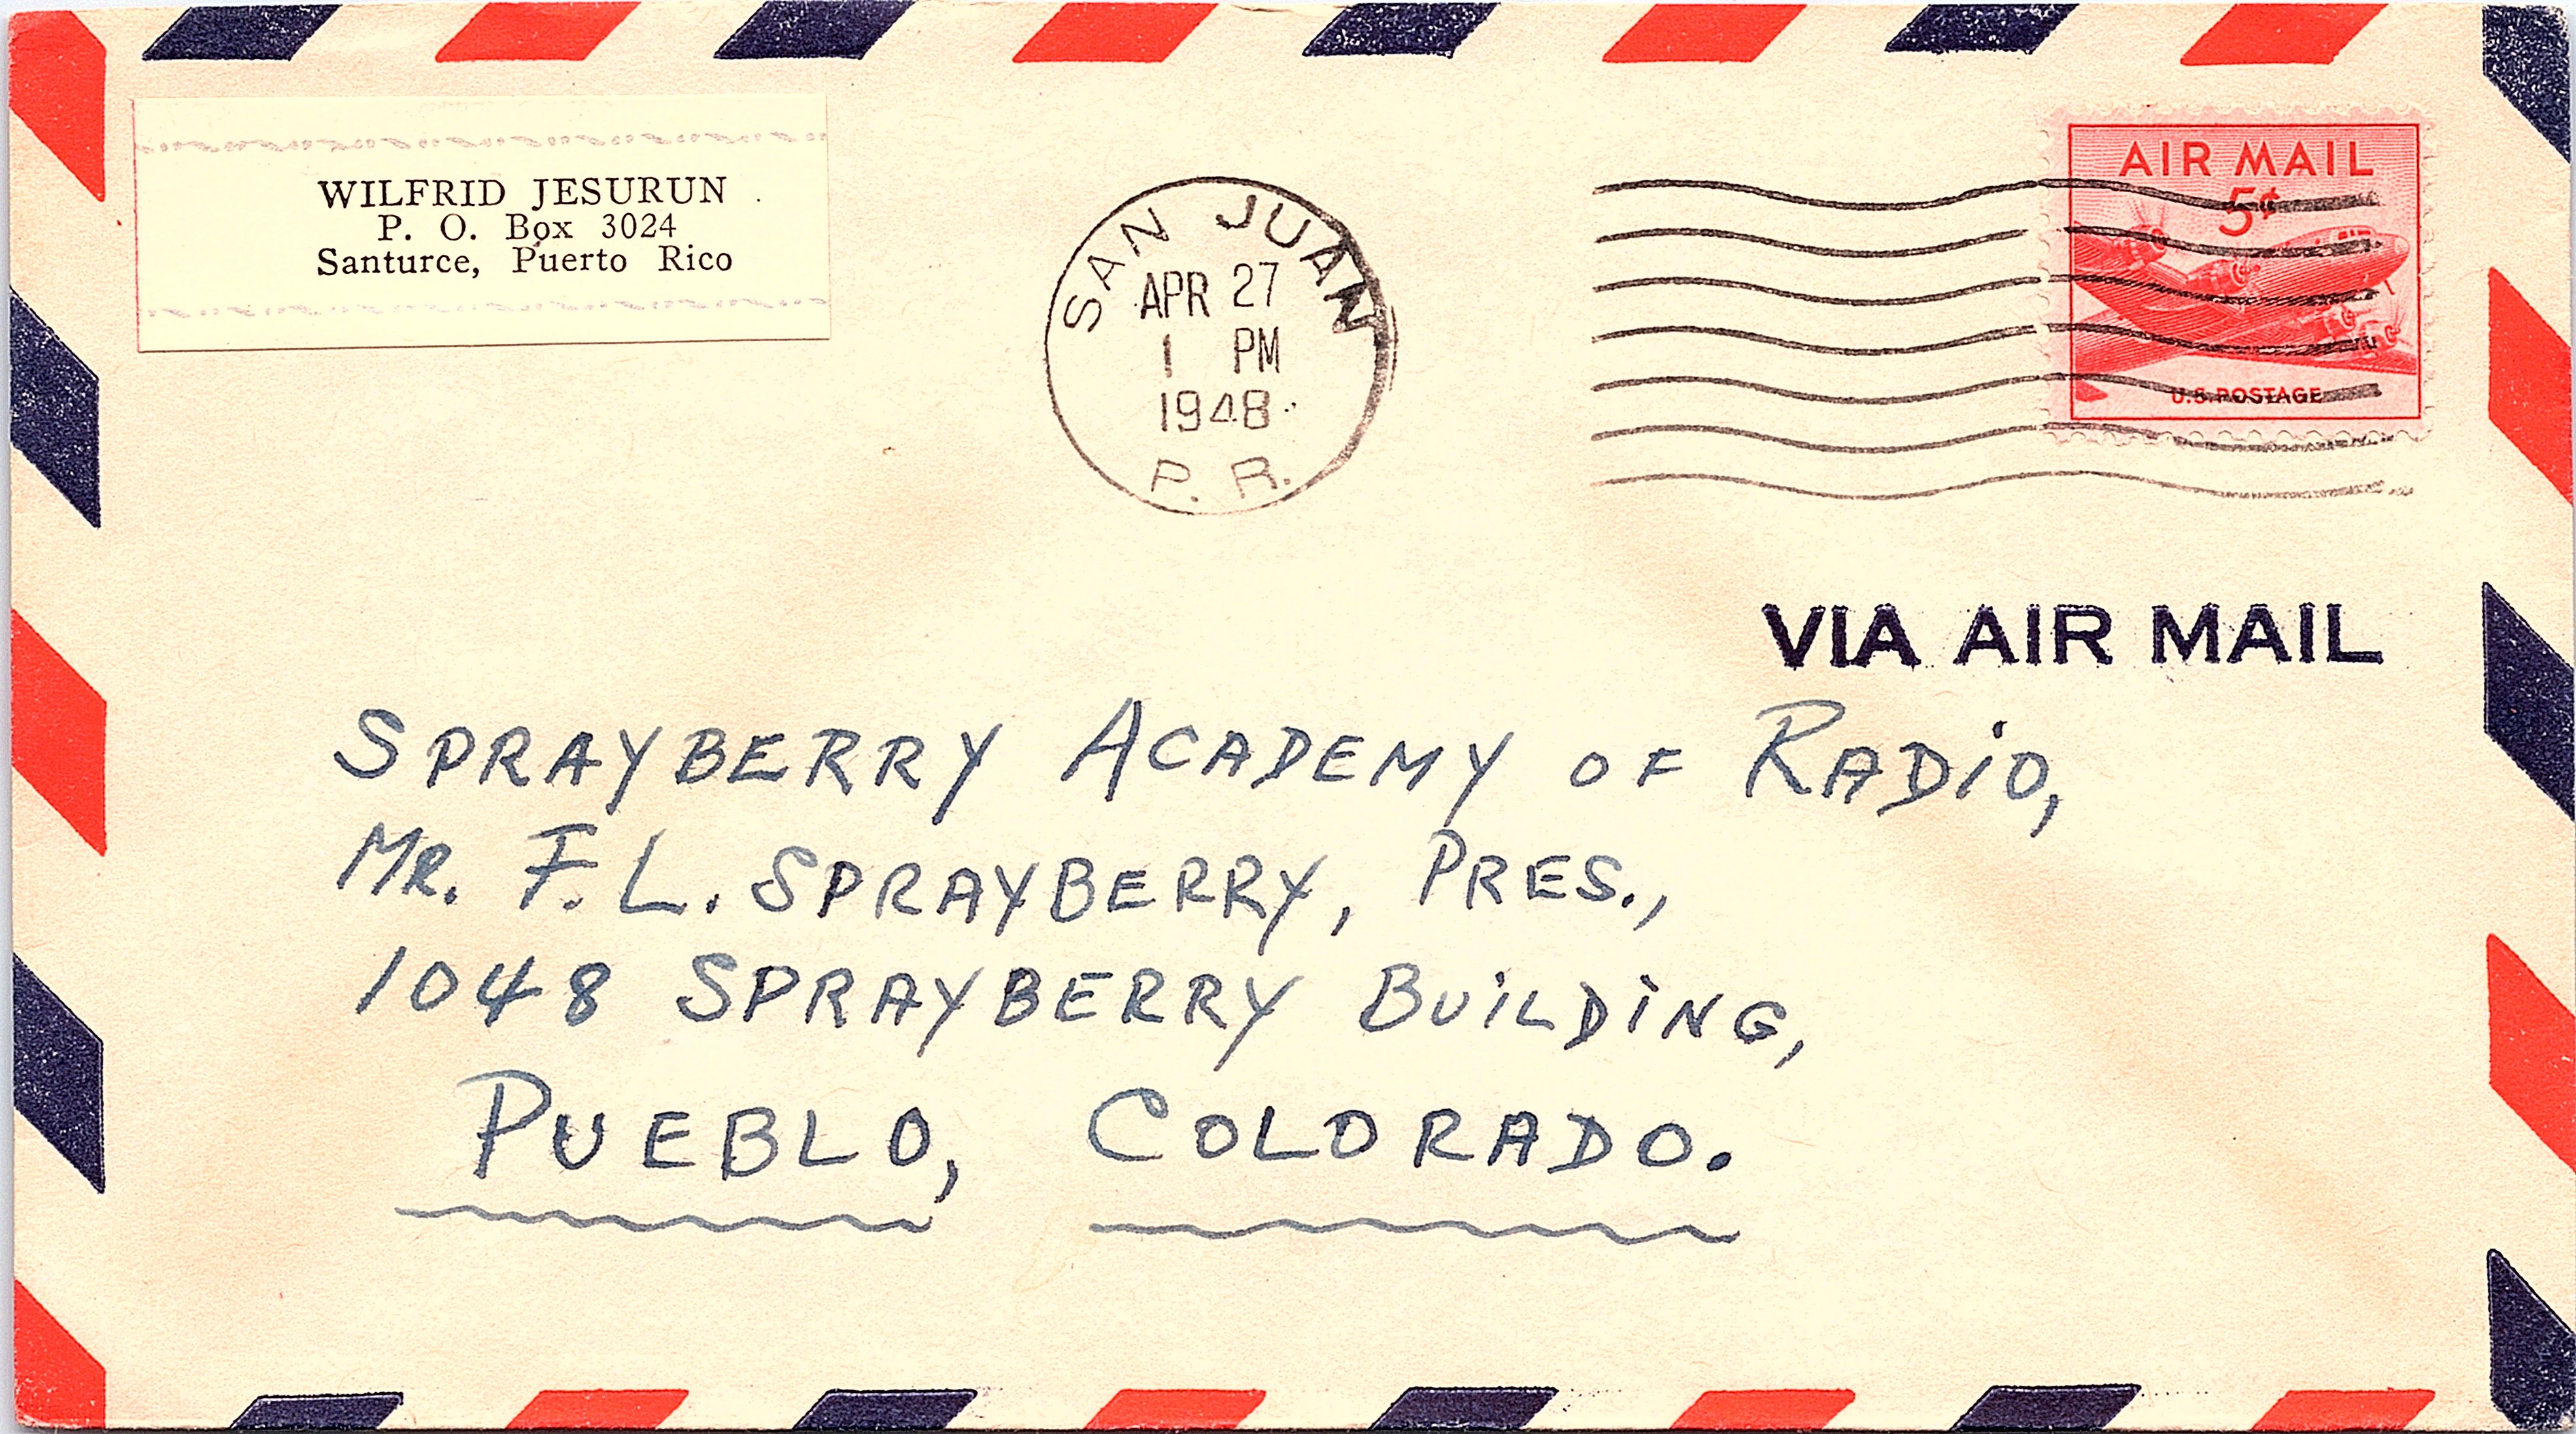 WILFRID JESURUN
P. O. Box 3024
Santurce, Puerto Rico
SAN JUAN
APR 27
1 PM
1948
P. R.
AIR MAIL
5¢
U.S. POSTAGE
VIA AIR MAIL
SPRAYBERRY ACADEMY OF RADiO,
MR. F. L. SPRAYBERRY, PRES.,
1048 SPRAYBERRY BUiLDiNG,
PUEBLO, COLORADO.